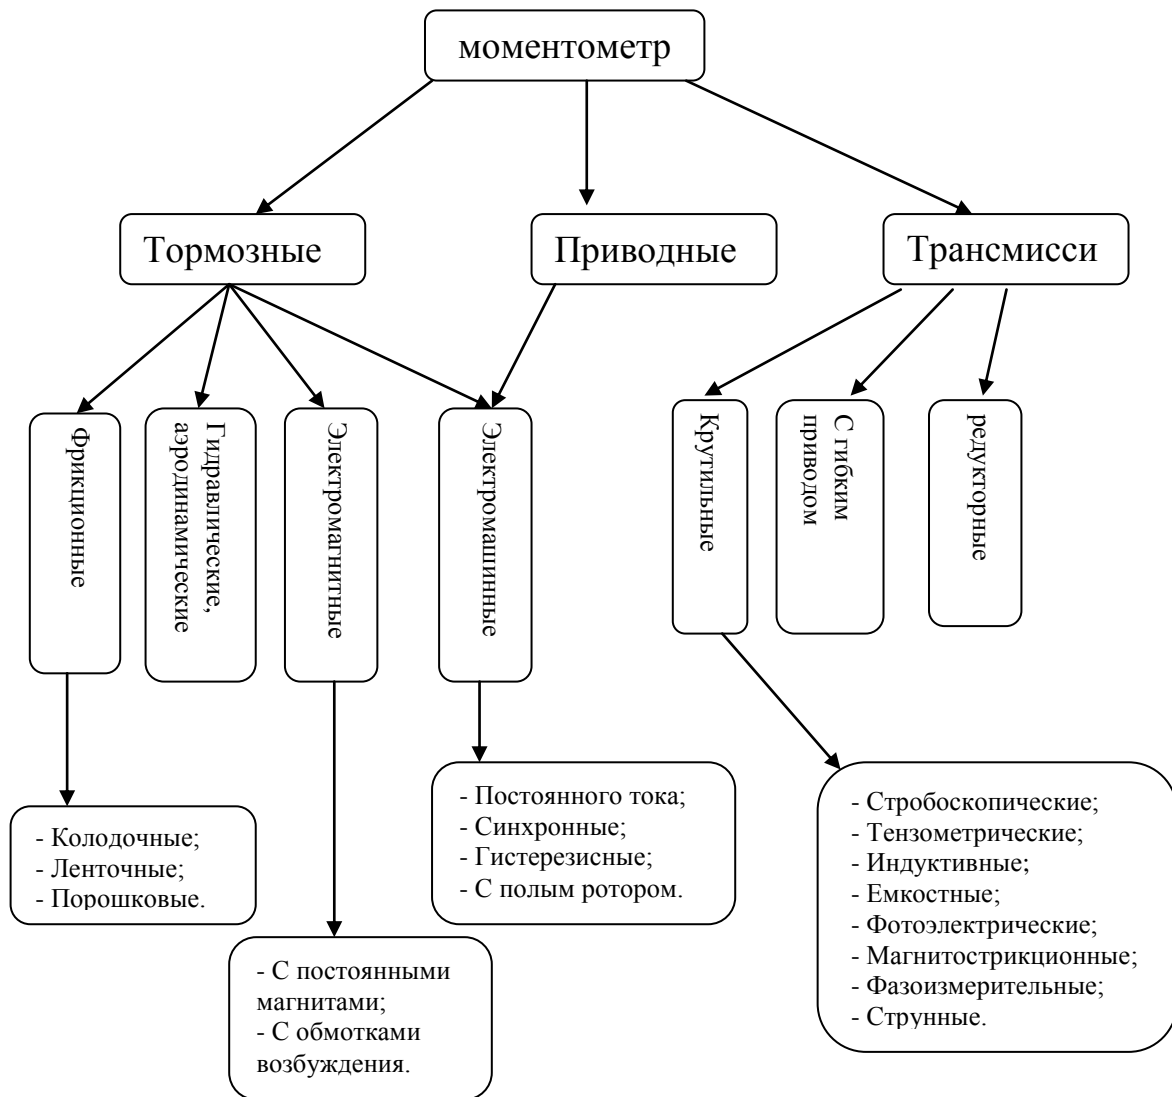 моментометр
Тормозные
Приводные
Трансмисси
Фрикционные
Гидравлические,
аэродинамические
Электромагнитные
Электромашинные
Крутильные
С гибким
приводом
редукторные
- Колодочные;
- Ленточные;
- Порошковые.
- С постоянными
магнитами;
- С обмотками
возбуждения.
- Постоянного тока;
- Синхронные;
- Гистерезисные;
- С полым ротором.
- Стробоскопические;
- Тензометрические;
- Индуктивные;
- Емкостные;
- Фотоэлектрические;
- Магнитострикционные;
- Фазоизмерительные;
- Струнные.